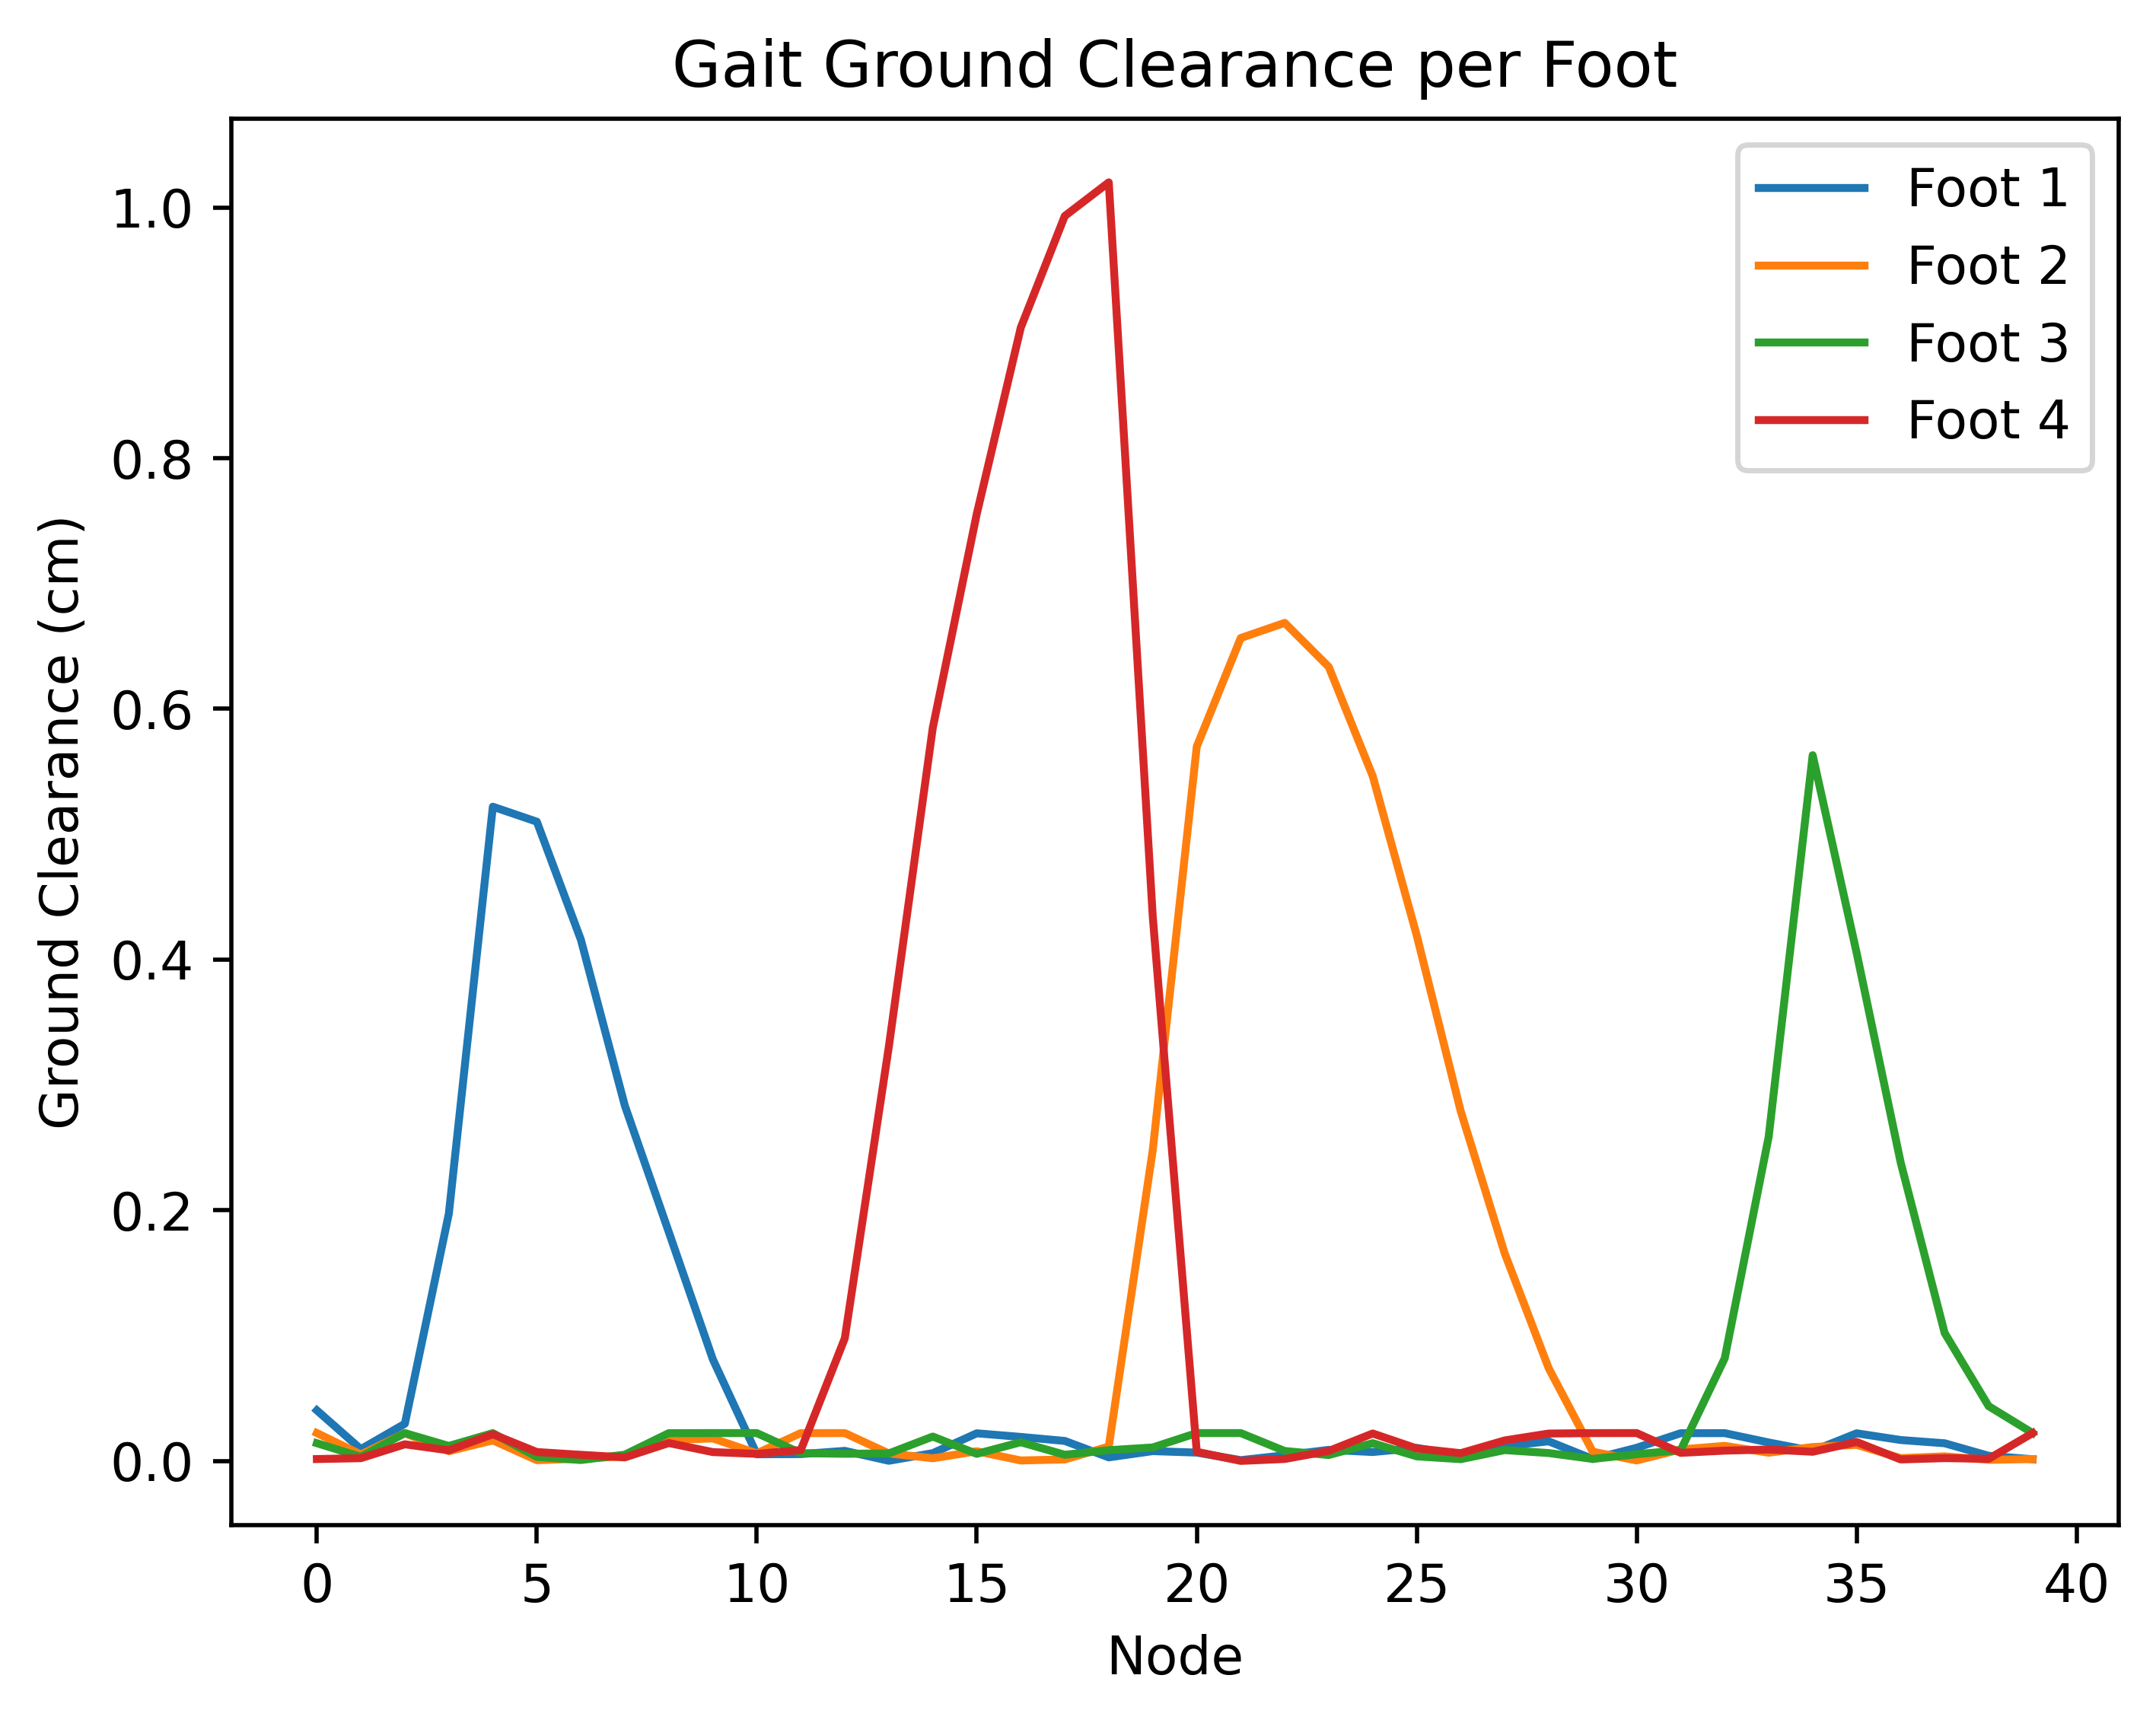 Gait Ground Clearance per Foot
Foot 1
Foot 2
Foot 3
Foot 4
1.0
0.8
0.6
0.4
0.2
0.0
Ground Clearance (cm)
0 5 10 15 20 25 30 35 40
Node